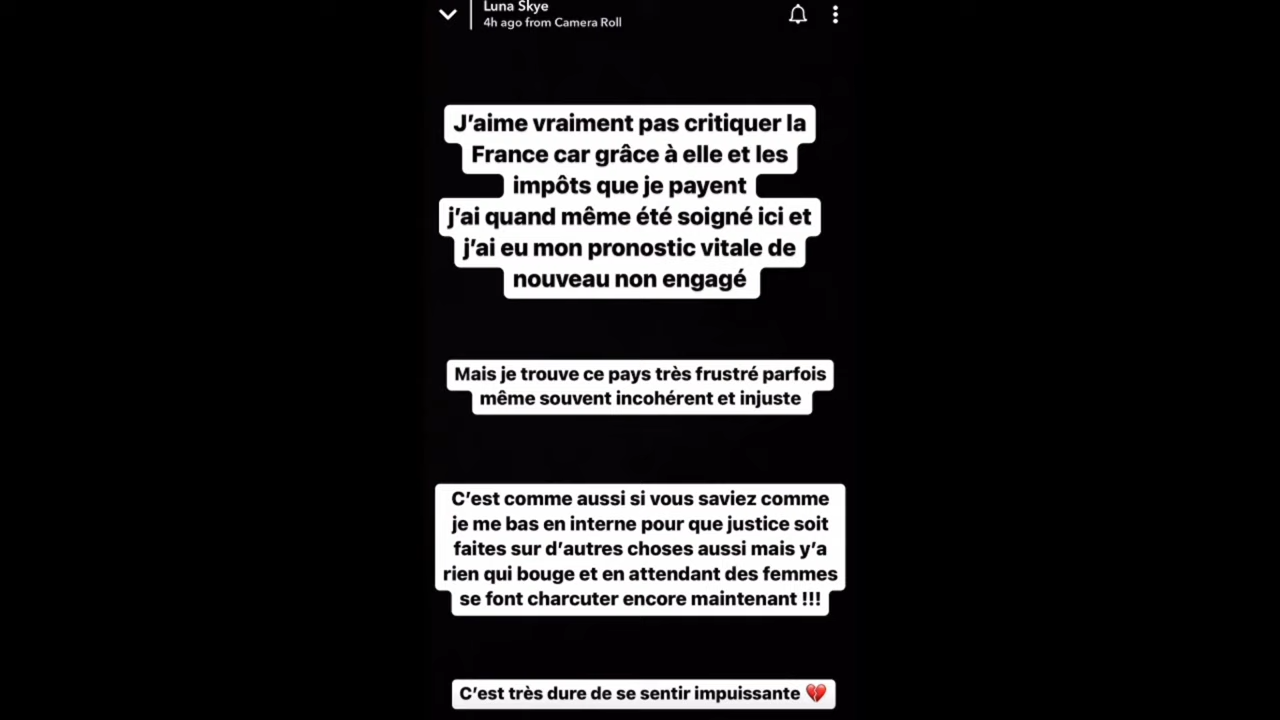 Luna Skye
4h ago from Camera Roll
J’aime vraiment pas critiquer la
France car grâce à elle et les
impôts que je payent
j’ai quand même été soigné ici et
j’ai eu mon pronostic vitale de
nouveau non engagé
Mais je trouve ce pays très frustré parfois
même souvent incohérent et injuste
C’est comme aussi si vous saviez comme
je me bas en interne pour que justice soit
faites sur d’autres choses aussi mais y’a
rien qui bouge et en attendant des femmes
se font charcuter encore maintenant !!!
C’est très dure de se sentir impuissante 💔